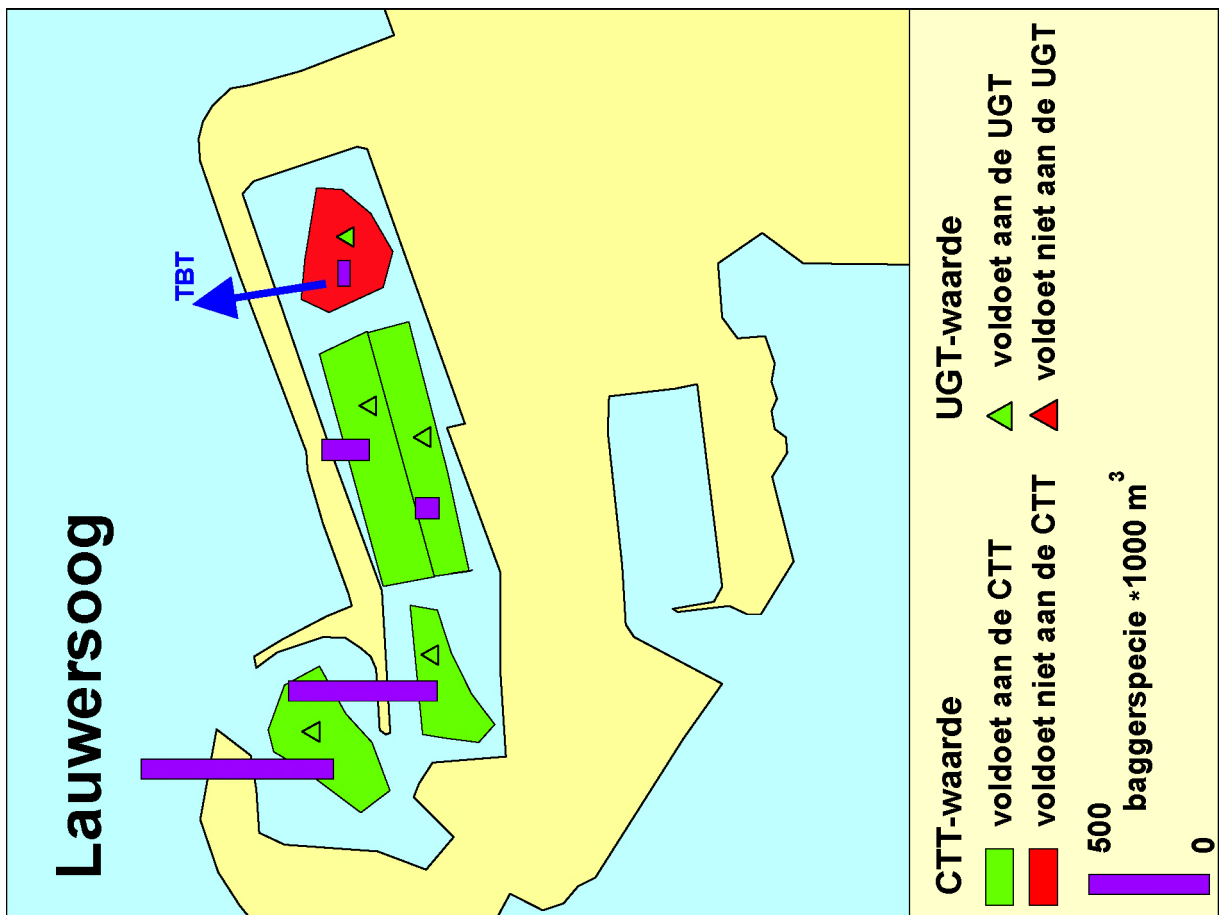 Lauwersoog
TBT
CTT-waarde
voldoet aan de CTT
voldoet niet aan de CTT
UGT-waarde
voldoet aan de UGT
voldoet niet aan de UGT
500
0
baggerspecie *1000 m³